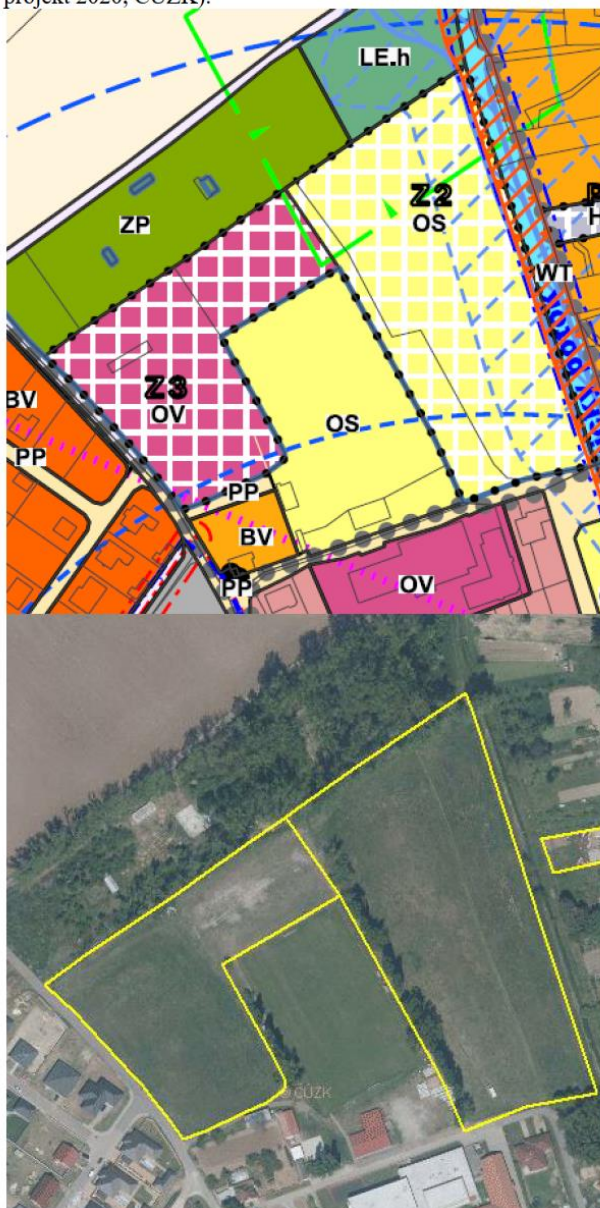 projekt 2020, ČÚZK).
LE.h
Z2
OS
ZP
WT
Z3
OV
BV
PP
OS
PP
BV
PP
OV
© ČÚZK